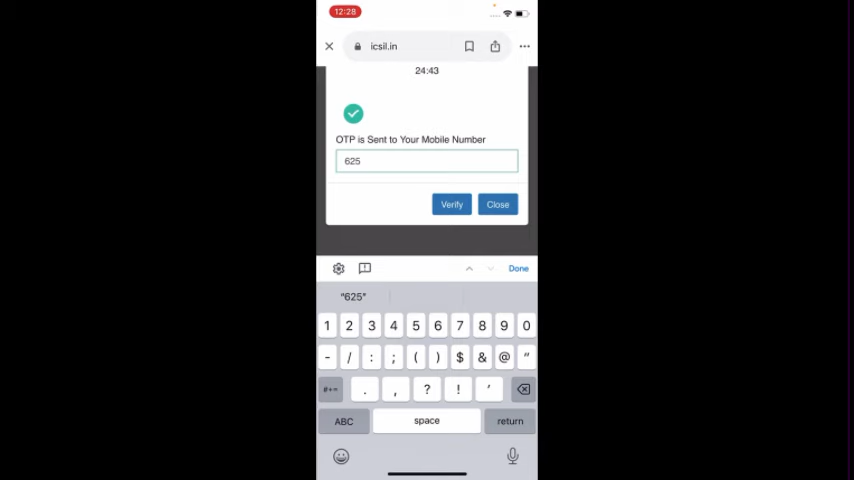 12:28
icsil.in
24:43
OTP is Sent to Your Mobile Number
625
Verify Close
Done
"625"
1 2 3 4 5 6 7 8 9 0
- / : ; ( ) $ & @ "
#+= . , ? ! '
ABC space return